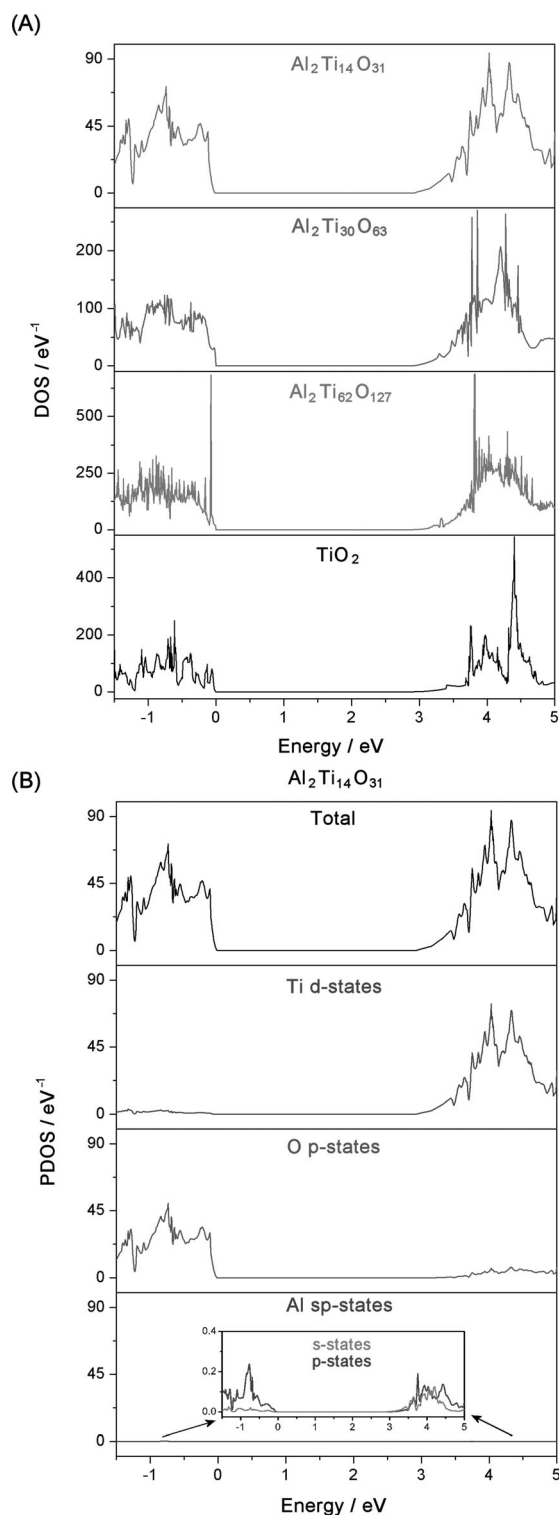 (A)
Al₂Ti₁₄O₃₁
90
45
0
Al₂Ti₃₀O₆₃
200
100
0
DOS / eV⁻¹
Al₂Ti₆₂O₁₂₇
500
250
0
TiO₂
400
200
0
-1 0 1 2 3 4 5
Energy / eV
(B)
Al₂Ti₁₄O₃₁
Total
90
45
0
Ti d-states
90
45
0
PDOS / eV⁻¹
O p-states
90
45
0
Al sp-states
90
45
0
0.4
0.2
0.0
s-states
p-states
-1 0 1 2 3 4 5
-1 0 1 2 3 4 5
Energy / eV